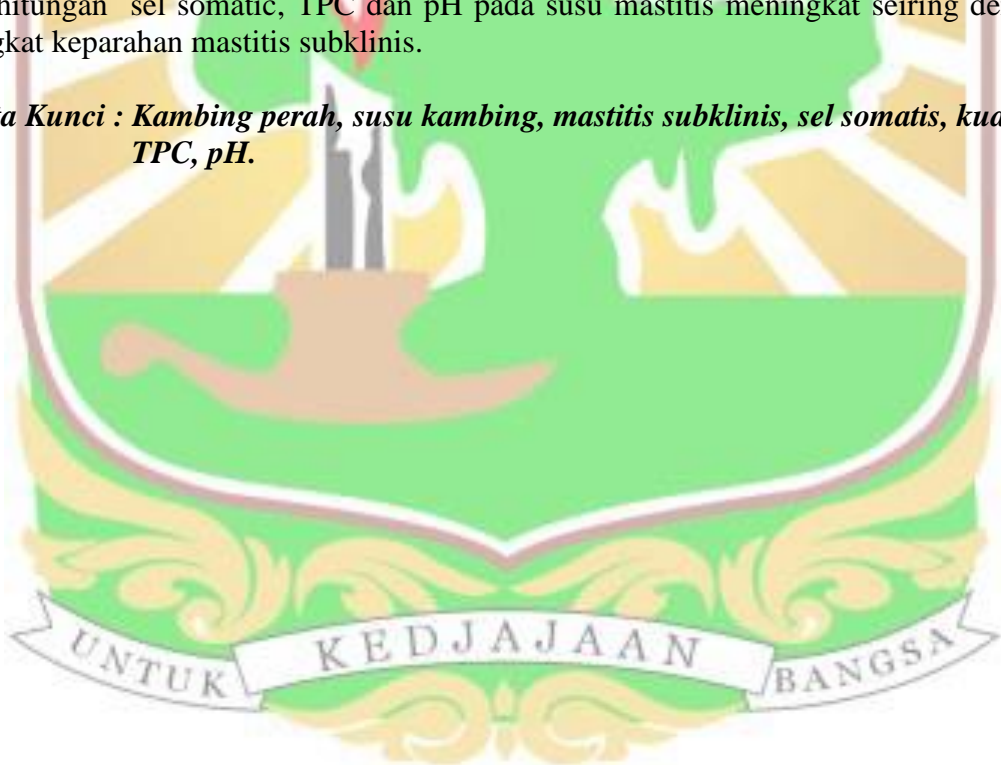 hitungan sel somatic, TPC dan pH pada susu mastitis meningkat seiring de
gkat keparahan mastitis subklinis.
a Kunci : Kambing perah, susu kambing, mastitis subklinis, sel somatis, kua
TPC, pH.
UNTUK KEDJAJAAN BANGSA